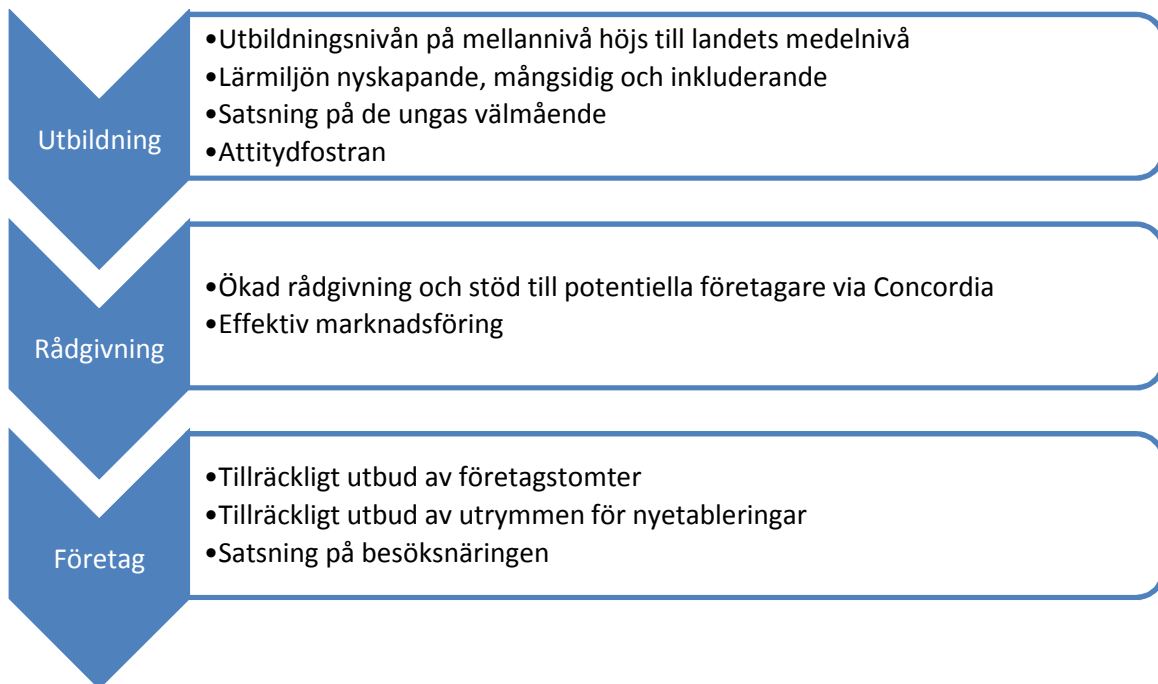 Utbildning
•Utbildningsnivån på mellannivå höjs till landets medelnivå
•Lärmiljön nyskapande, mångsidig och inkluderande
•Satsning på de ungas välmående
•Attitydfostran
Rådgivning
•Ökad rådgivning och stöd till potentiella företagare via Concordia
•Effektiv marknadsföring
Företag
•Tillräckligt utbud av företagstomter
•Tillräckligt utbud av utrymmen för nyetableringar
•Satsning på besöksnäringen